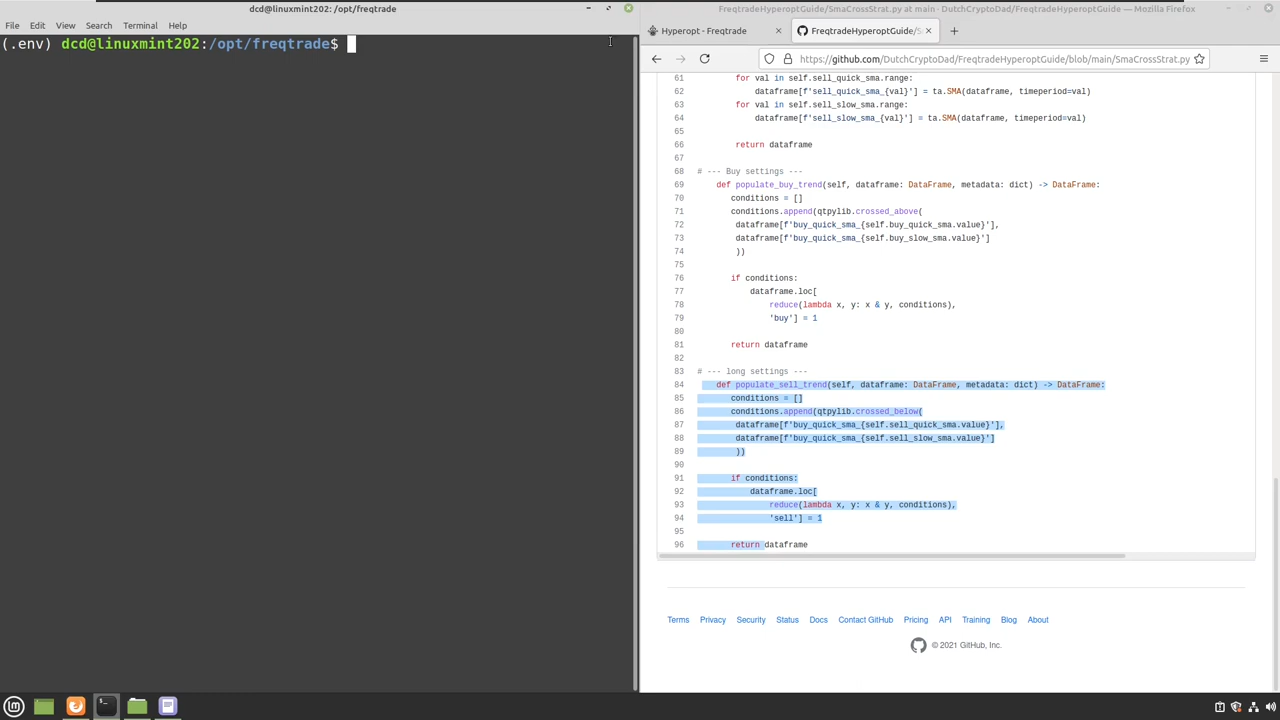 dcd@linuxmint202: /opt/freqtrade
File Edit View Search Terminal Help
(.env) dcd@linuxmint202:/opt/freqtrade$
FreqtradeHyperoptGuide/SmaCrossStrat.py at main · DutchCryptoDad/FreqtradeHyperoptGuide — Mozilla Firefox
Hyperopt - Freqtrade
FreqtradeHyperoptGuide/S
https://github.com/DutchCryptoDad/FreqtradeHyperoptGuide/blob/main/SmaCrossStrat.py
61 for val in self.sell_quick_sma.range:
62 dataframe[f'sell_quick_sma_{val}'] = ta.SMA(dataframe, timeperiod=val)
63 for val in self.sell_slow_sma.range:
64 dataframe[f'sell_slow_sma_{val}'] = ta.SMA(dataframe, timeperiod=val)
65
66 return dataframe
67
68 # --- Buy settings ---
69 def populate_buy_trend(self, dataframe: DataFrame, metadata: dict) -> DataFrame:
70 conditions = []
71 conditions.append(qtpylib.crossed_above(
72 dataframe[f'buy_quick_sma_{self.buy_quick_sma.value}'],
73 dataframe[f'buy_quick_sma_{self.buy_slow_sma.value}']
74 ))
75
76 if conditions:
77 dataframe.loc[
78 reduce(lambda x, y: x & y, conditions),
79 'buy'] = 1
80
81 return dataframe
82
83 # --- long settings ---
84 def populate_sell_trend(self, dataframe: DataFrame, metadata: dict) -> DataFrame:
85 conditions = []
86 conditions.append(qtpylib.crossed_below(
87 dataframe[f'buy_quick_sma_{self.sell_quick_sma.value}'],
88 dataframe[f'buy_quick_sma_{self.sell_slow_sma.value}']
89 ))
90
91 if conditions:
92 dataframe.loc[
93 reduce(lambda x, y: x & y, conditions),
94 'sell'] = 1
95
96 return dataframe
Terms Privacy Security Status Docs Contact GitHub Pricing API Training Blog About
© 2021 GitHub, Inc.